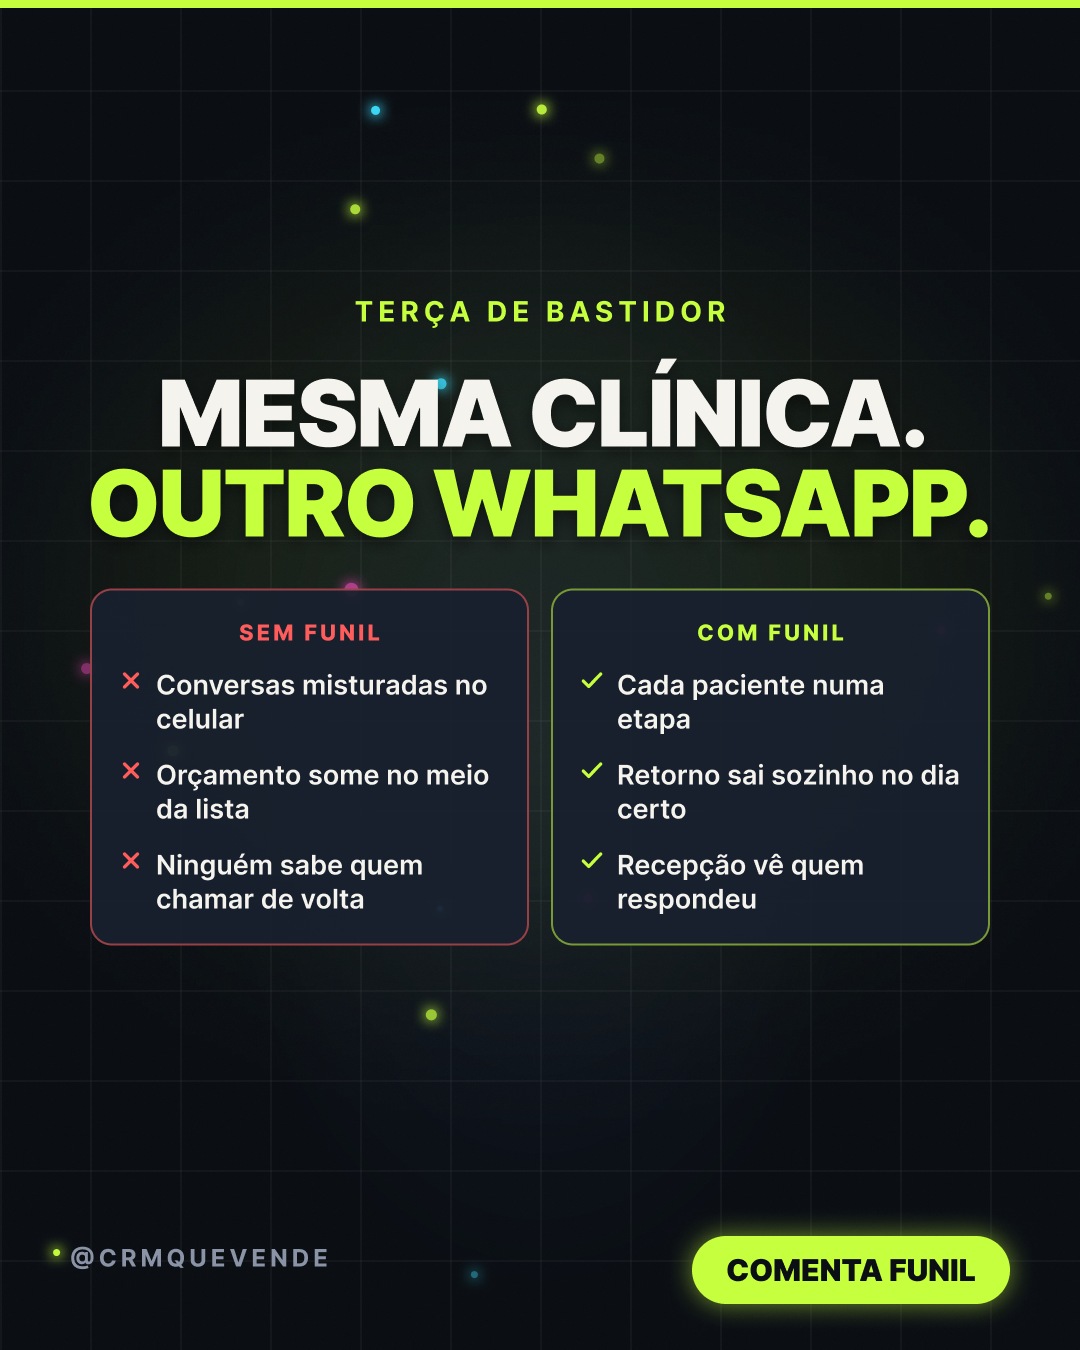 TERÇA DE BASTIDOR
MESMA CLÍNICA.
OUTRO WHATSAPP.
SEM FUNIL
Conversas misturadas no
celular
Orçamento some no meio
da lista
Ninguém sabe quem
chamar de volta
COM FUNIL
Cada paciente numa
etapa
Retorno sai sozinho no dia
certo
Recepção vê quem
respondeu
@CRMQUEVENDE
COMENTA FUNIL